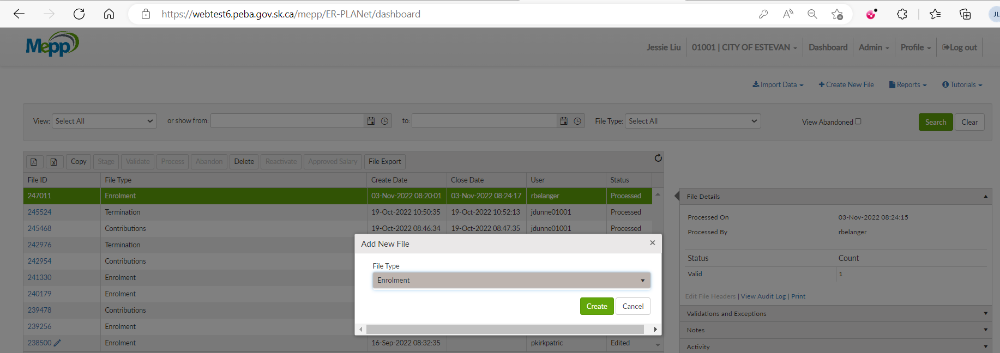 https://webtest6.peba.gov.sk.ca/mepp/ER-PLANet/dashboard
JL
Mepp
Jessie Liu 01001 | CITY OF ESTEVAN Dashboard Admin Profile Log out
Import Data + Create New File Reports Tutorials
View: Select All or show from: to: File Type: Select All View Abandoned Search Clear
Copy Stage Validate Process Abandon Delete Reactivate Approved Salary File Export
File ID File Type Create Date Close Date User Status
247011 Enrolment 03-Nov-2022 08:20:01 03-Nov-2022 08:24:17 rbelanger Processed
245524 Termination 19-Oct-2022 10:50:35 19-Oct-2022 10:52:13 jdunne01001 Processed
245468 Contributions 19-Oct-2022 08:46:34 19-Oct-2022 08:47:35 jdunne01001 Processed
242976 Termination
242954 Contributions
241330 Enrolment
240179 Enrolment
239478 Contributions
239256 Enrolment
238500 Enrolment 16-Sep-2022 08:32:35 pkirkpatric Edited
Add New File ×
File Type
Enrolment
Create Cancel
File Details
Processed On 03-Nov-2022 08:24:15
Processed By rbelanger
Status Count
Valid 1
Edit File Headers | View Audit Log | Print
Validations and Exceptions
Notes
Activity